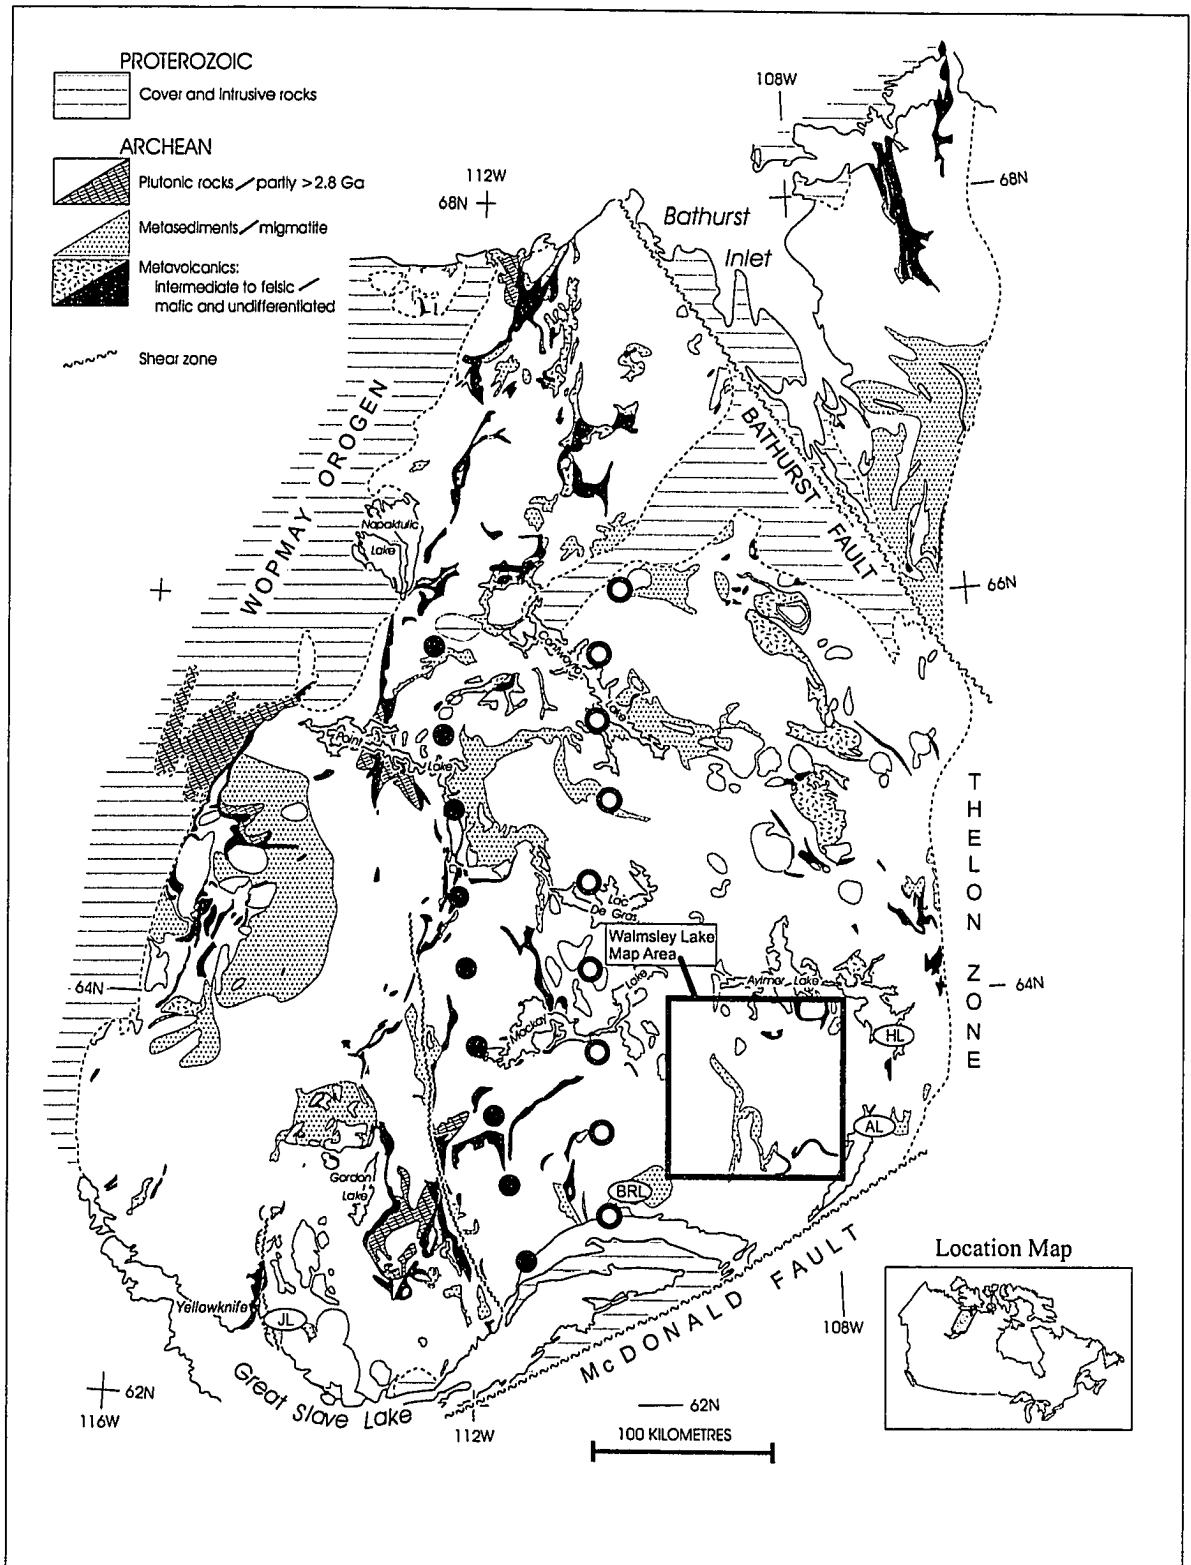 PROTEROZOIC
Cover and Intrusive rocks
ARCHEAN
Plutonic rocks / partly >2.8 Ga
Metasediments / migmatite
Metavolcanics:
Intermediate to felsic
mafic and undifferentiated
Shear zone
108W
68N
112W
68N
Bathurst
Inlet
WOPMAY OROGEN
BATHURST FAULT
Napaktulic
Lake
66N
Contwoyto
Lake
Point
Lake
THELON ZONE
Lac
De Gras
Walmsley Lake
Map Area
Aylmer Lake
64N
64N
Mackay
Lake
HL
AL
Gordon
Lake
BRL
Yellowknife
JL
McDONALD FAULT
108W
Location Map
Great Slave Lake
62N
116W
112W
62N
100 KILOMETRES